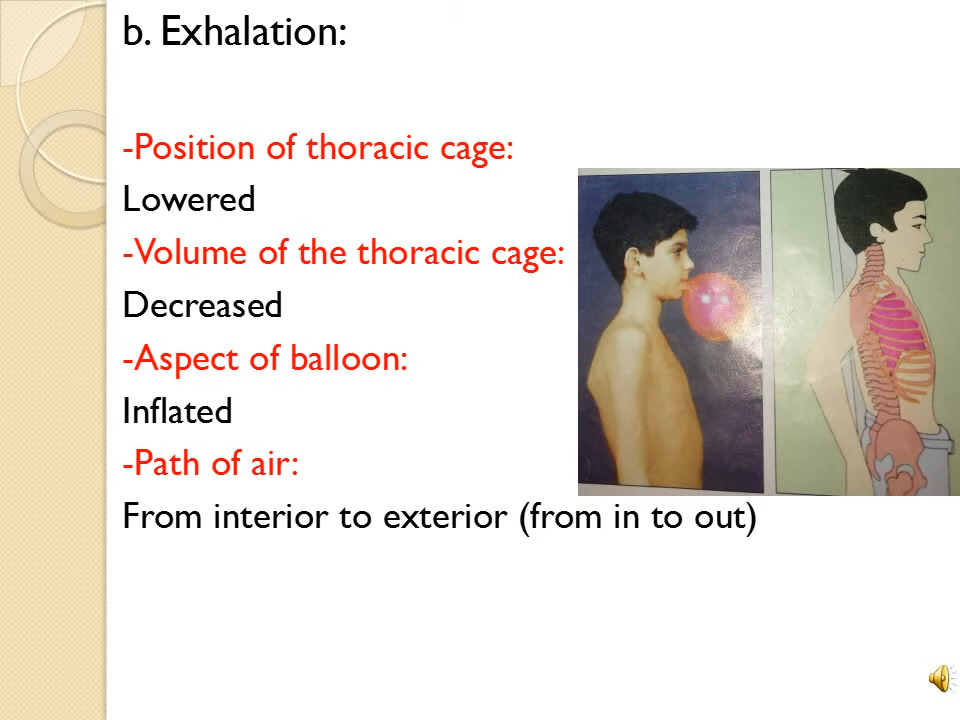 b. Exhalation:
-Position of thoracic cage:
Lowered
-Volume of the thoracic cage:
Decreased
-Aspect of balloon:
Inflated
-Path of air:
From interior to exterior (from in to out)